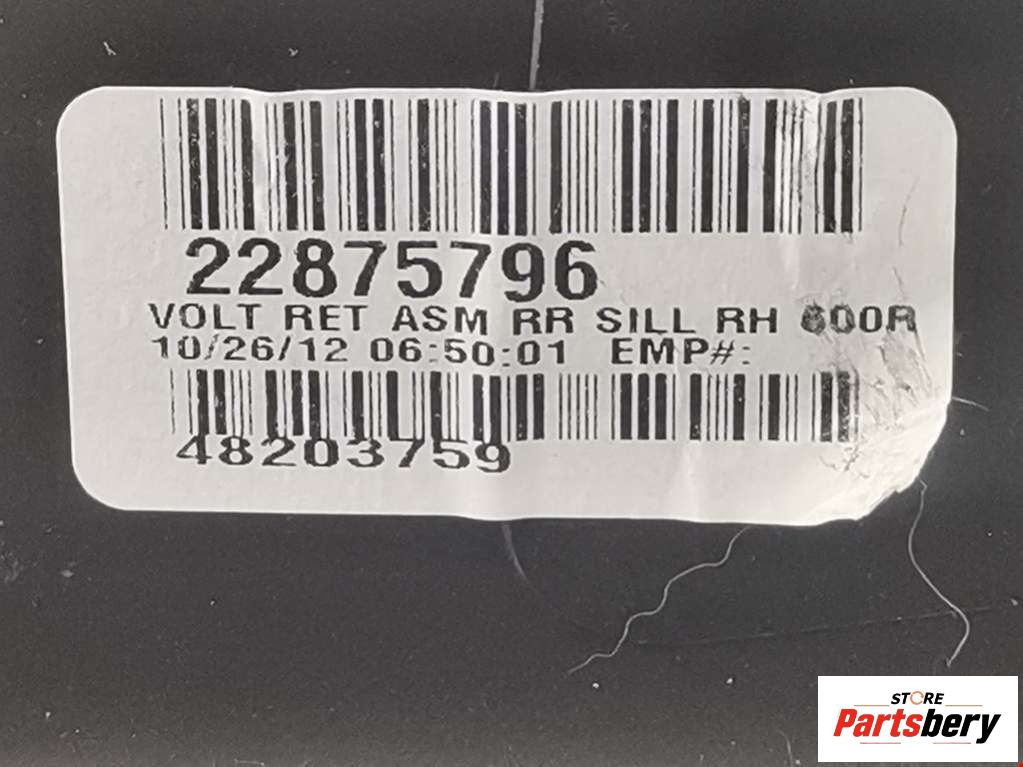 22875796
VOLT RET ASM RR SILL RH
10/26/12 06:50:01 EMP#:
48203759
STORE
Partsbery